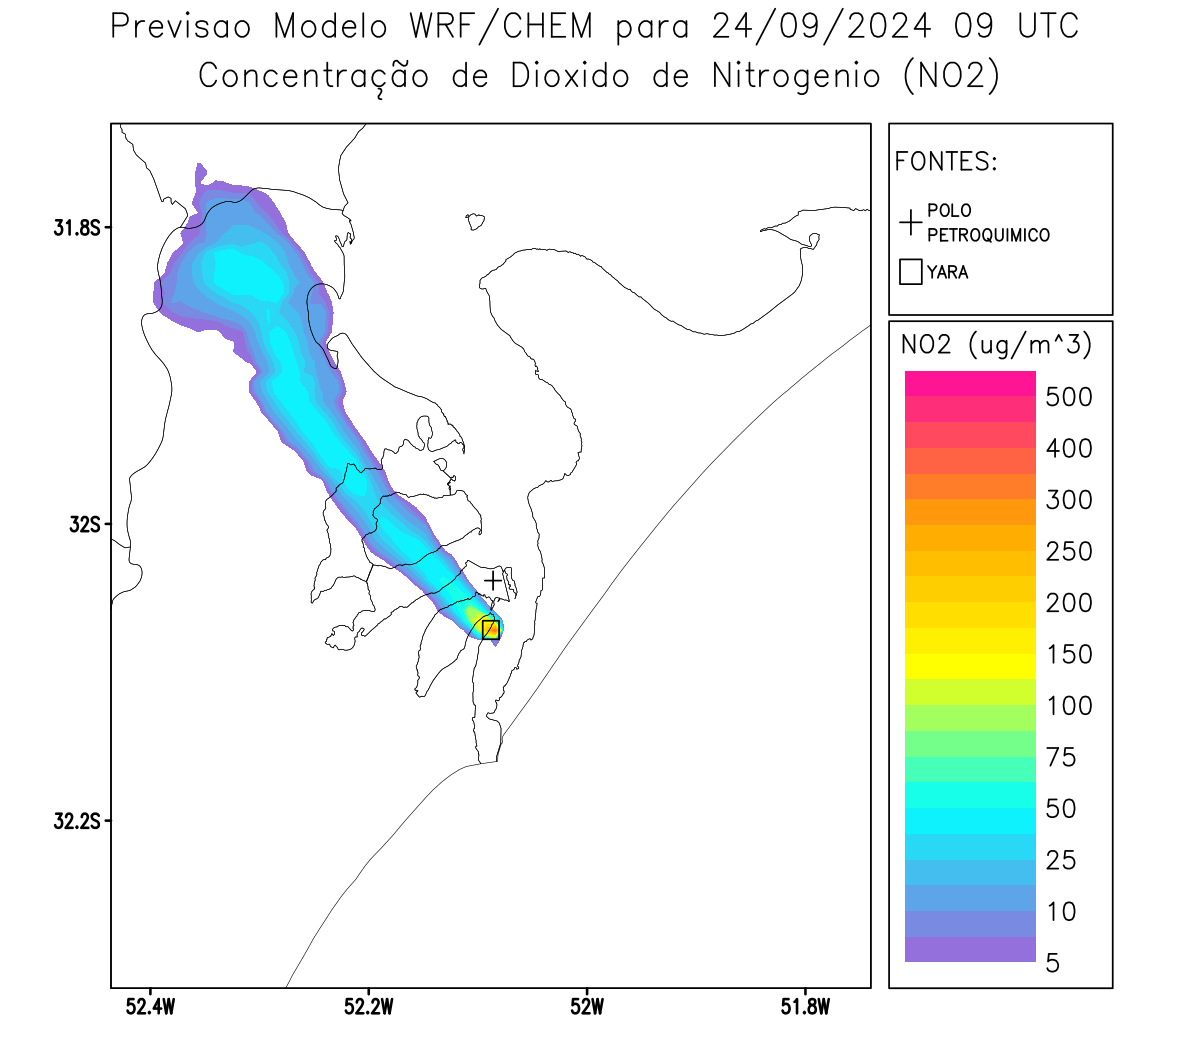 Previsao Modelo WRF/CHEM para 24/09/2024 09 UTC
Concentração de Dioxido de Nitrogenio (NO2)
FONTES:
POLO
PETROQUIMICO
YARA
31.8S
32S
32.2S
52.4W
52.2W
52W
51.8W
NO2 (ug/m^3)
500
400
300
250
200
150
100
75
50
25
10
5